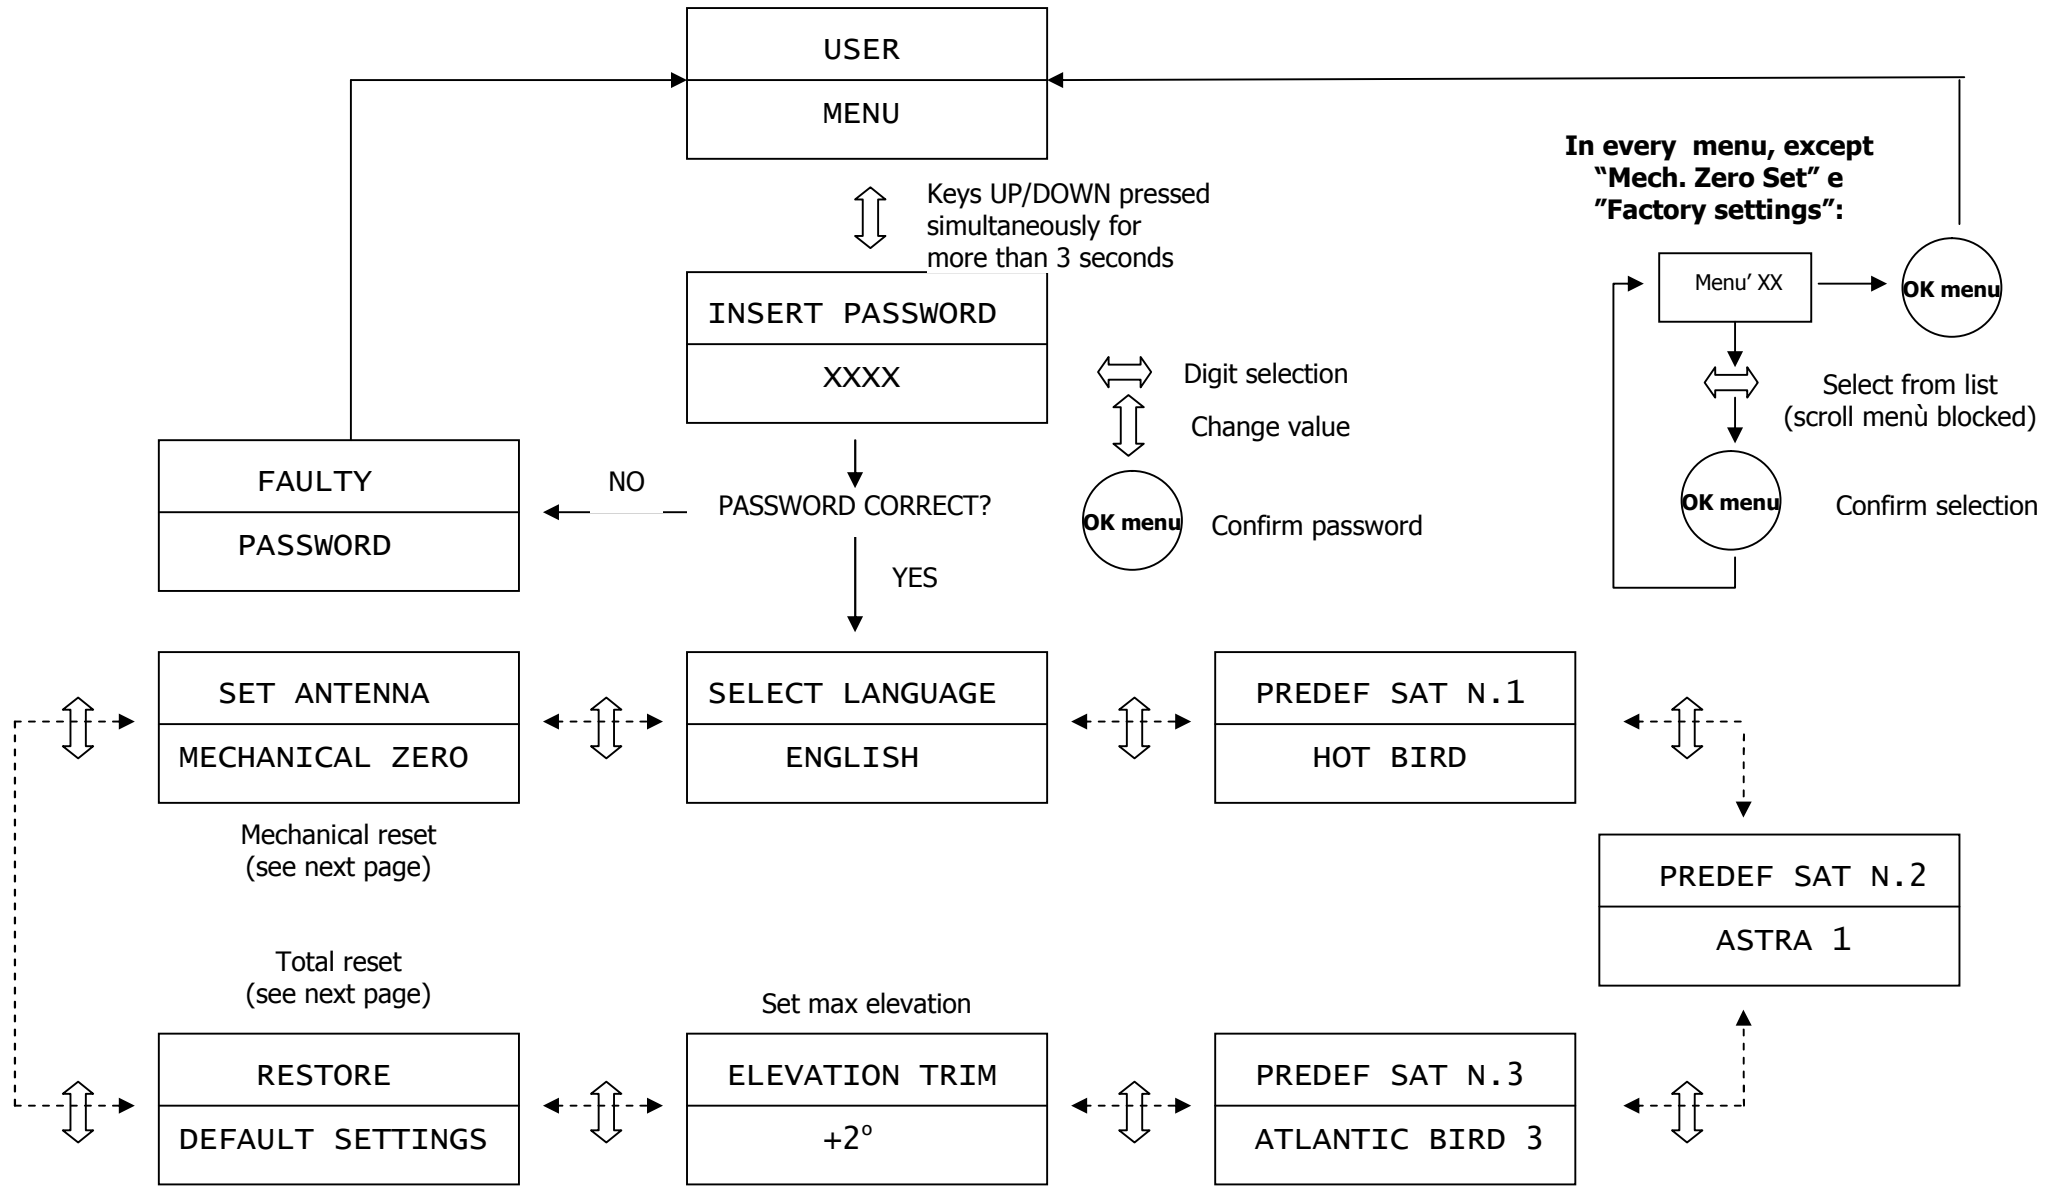 USER
MENU
In every menu, except
“Mech. Zero Set” e
”Factory settings”:
Keys UP/DOWN pressed
simultaneously for
more than 3 seconds
INSERT PASSWORD
XXXX
Menu’ XX
OK menu
Digit selection
Change value
Select from list
(scroll menù blocked)
FAULTY
PASSWORD
NO
PASSWORD CORRECT?
OK menu
Confirm password
OK menu
Confirm selection
YES
SET ANTENNA
MECHANICAL ZERO
SELECT LANGUAGE
ENGLISH
PREDEF SAT N.1
HOT BIRD
Mechanical reset
(see next page)
PREDEF SAT N.2
ASTRA 1
Total reset
(see next page)
Set max elevation
RESTORE
DEFAULT SETTINGS
ELEVATION TRIM
+2°
PREDEF SAT N.3
ATLANTIC BIRD 3